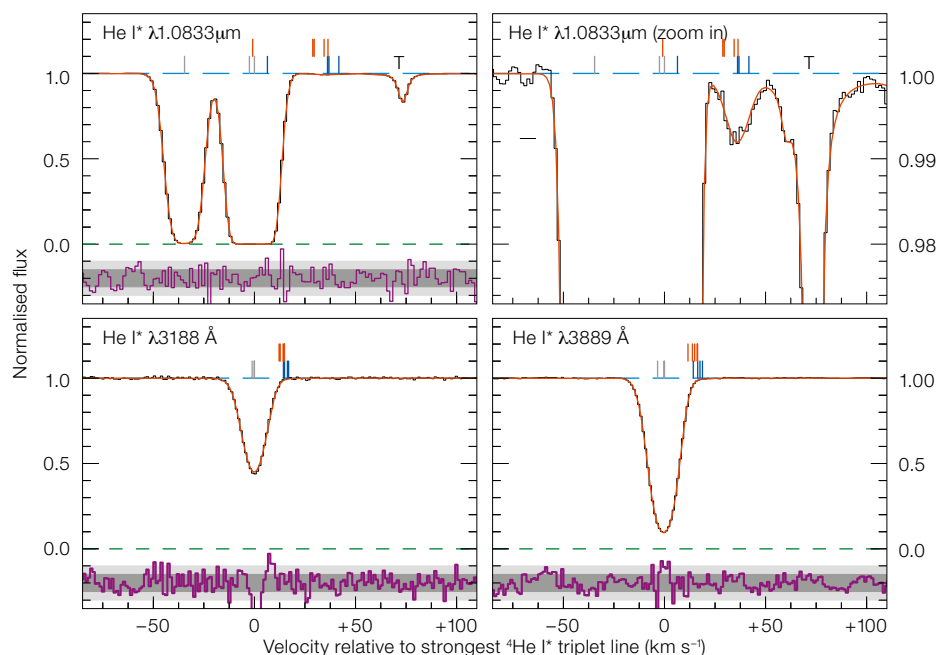 He I* λ1.0833μm
He I* λ1.0833μm (zoom in)
T
T
1.0
0.5
0.0
1.00
0.99
0.98
He I* λ3188 Å
He I* λ3889 Å
1.0
0.5
0.0
1.00
0.5
0.0
Normalised flux
−50 0 +50 +100
−50 0 +50 +100
Velocity relative to strongest ⁴He I* triplet line (km s⁻¹)